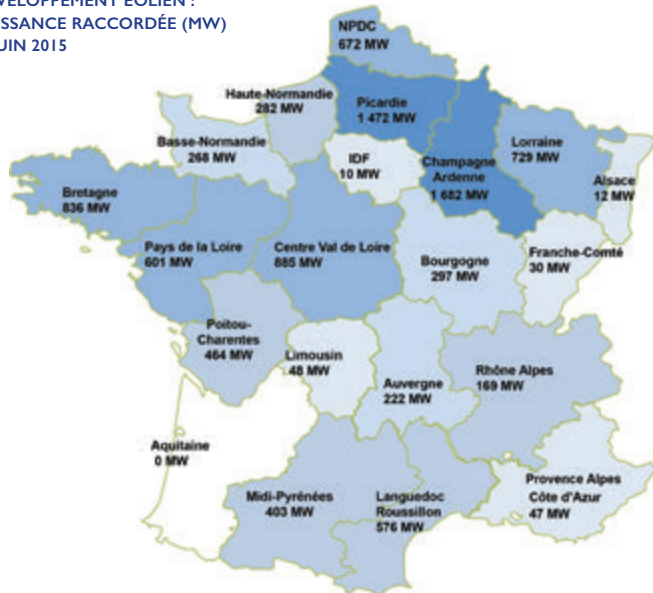 SSANCE RACCORDÉE (MW)
UIN 2015
NPDC
672 MW
Haute-Normandie
282 MW
Picardie
1 472 MW
Basse-Normandie
268 MW
IDF
10 MW
Champagne
Ardenne
1 682 MW
Lorraine
729 MW
Alsace
12 MW
Bretagne
836 MW
Pays de la Loire
601 MW
Centre Val de Loire
885 MW
Bourgogne
297 MW
Franche-Comté
30 MW
Poitou-
Charentes
464 MW
Limousin
48 MW
Auvergne
222 MW
Rhône Alpes
169 MW
Aquitaine
0 MW
Midi-Pyrénées
403 MW
Languedoc
Roussillon
576 MW
Provence Alpes
Côte d'Azur
47 MW